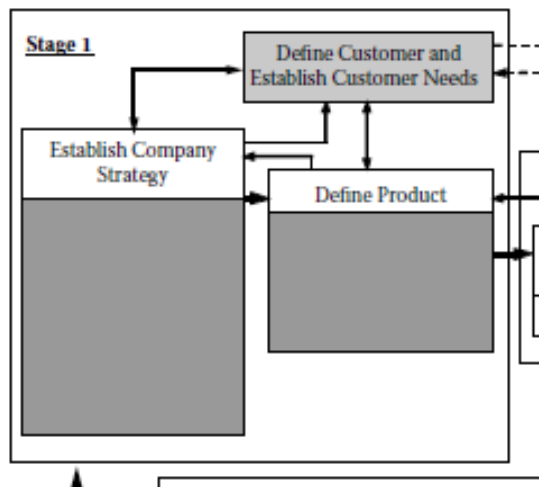 Stage 1
Define Customer and
Establish Customer Needs
Establish Company
Strategy
Define Product